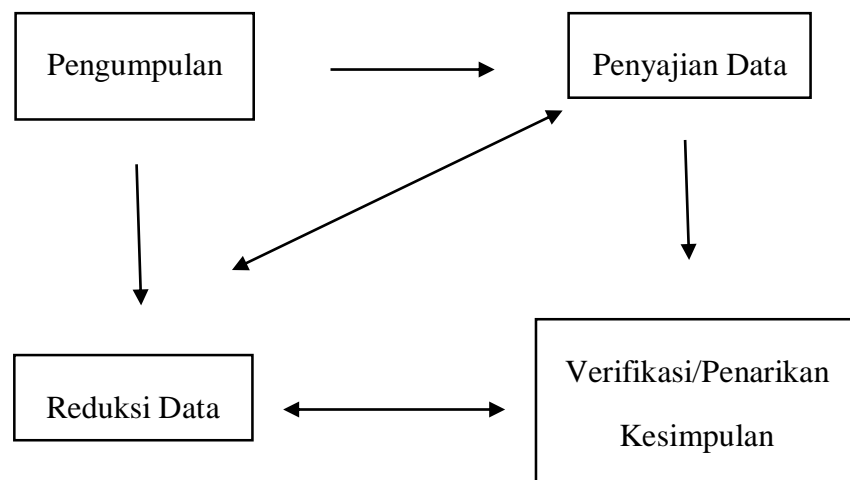 Pengumpulan
Penyajian Data
Reduksi Data
Verifikasi/Penarikan
Kesimpulan